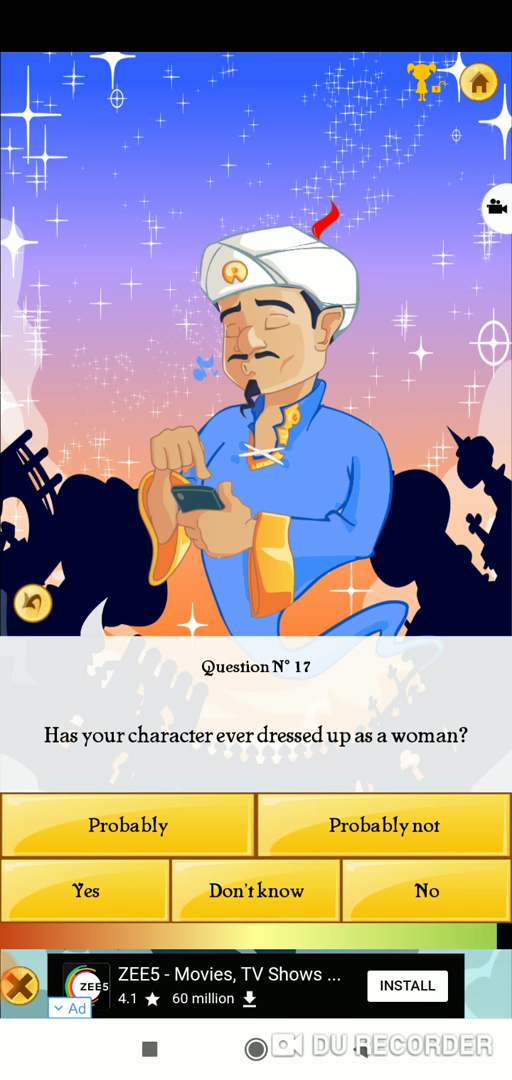 Question N° 17
Has your character ever dressed up as a woman?
Probably
Probably not
Yes
Don't know
No
ZEE5
ZEE5 - Movies, TV Shows ...
4.1 ★ 60 million
INSTALL
Ad
DU RECORDER